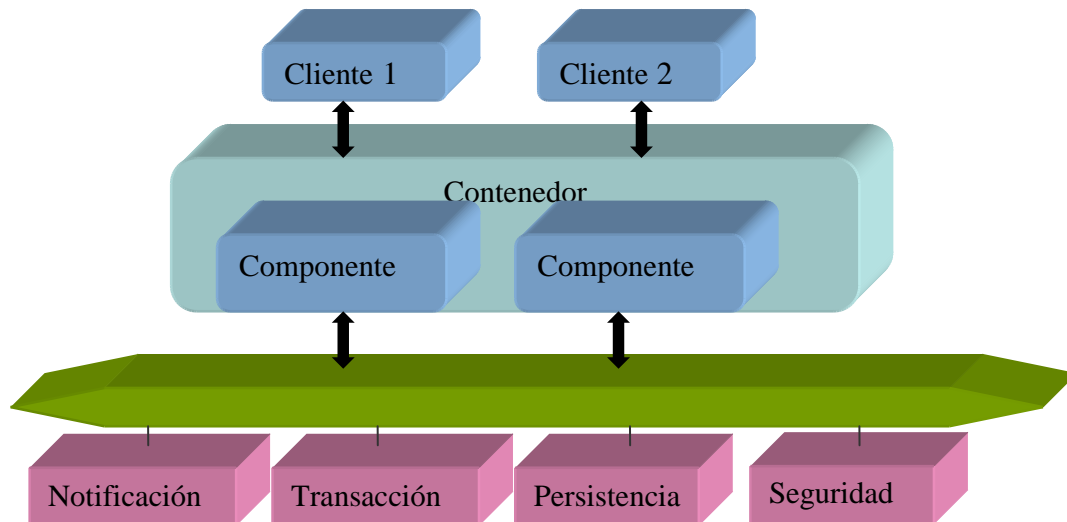 Cliente 1
Cliente 2
Contenedor
Componente
Componente
Notificación
Transacción
Persistencia
Seguridad